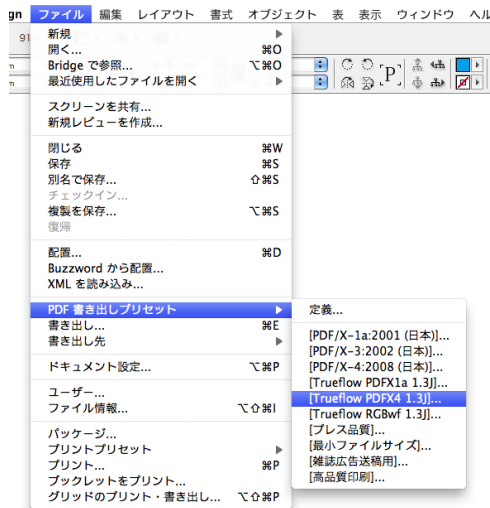 gn ファイル 編集 レイアウト 書式 オブジェクト 表 表示 ウィンドウ ヘル
91
新規
開く... ⌘O
Bridge で参照... ⌥⌘O
最近使用したファイルを開く
スクリーンを共有...
新規レビューを作成...
閉じる ⌘W
保存 ⌘S
別名で保存... ⇧⌘S
チェックイン...
複製を保存... ⌥⌘S
復帰
配置... ⌘D
Buzzword から配置...
XML を読み込み...
PDF 書き出しプリセット
書き出し... ⌘E
書き出し先
ドキュメント設定... ⌥⌘P
ユーザー...
ファイル情報... ⌥⇧⌘I
パッケージ...
プリントプリセット
プリント... ⌘P
ブックレットをプリント...
グリッドのプリント・書き出し... ⌥⇧⌘P
定義...
[PDF/X-1a:2001 (日本)]...
[PDF/X-3:2002 (日本)]...
[PDF/X-4:2008 (日本)]...
[Trueflow PDFX1a 1.3J]...
[Trueflow PDFX4 1.3J]...
[Trueflow RGBwf 1.3J]...
[プレス品質]...
[最小ファイルサイズ]...
[雑誌広告送稿用]...
[高品質印刷]...